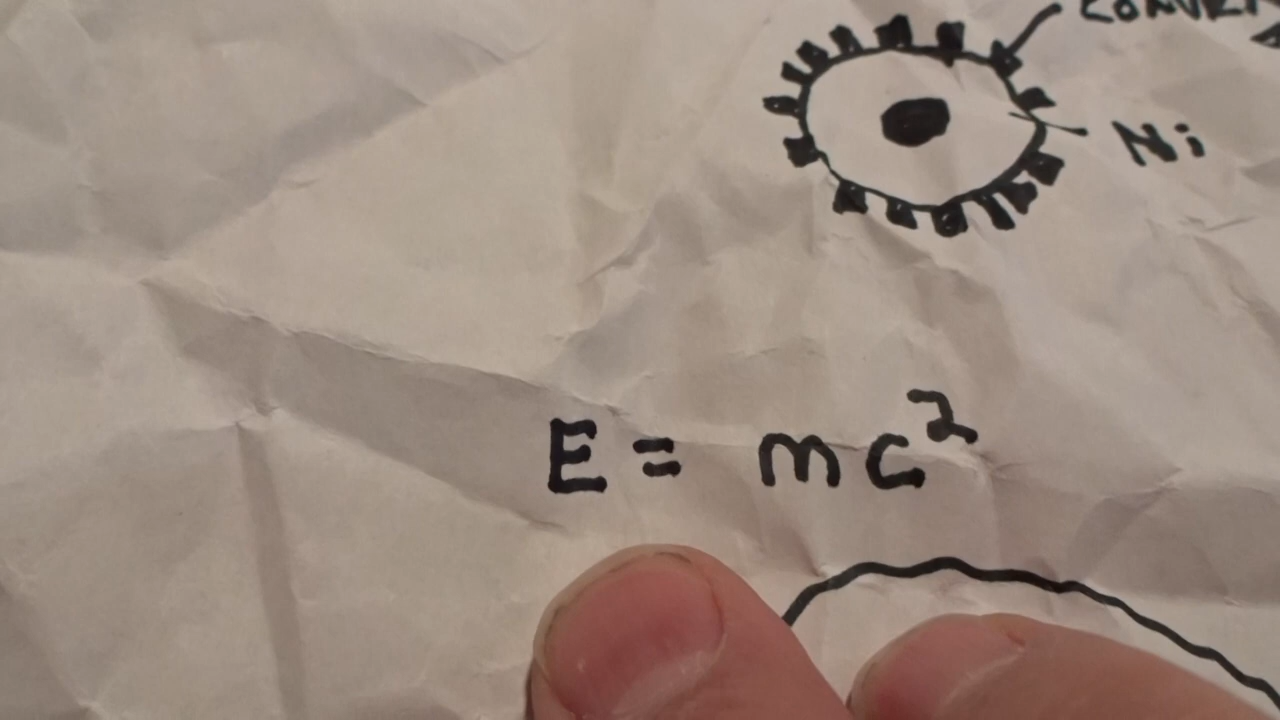 Ni
E = mc²